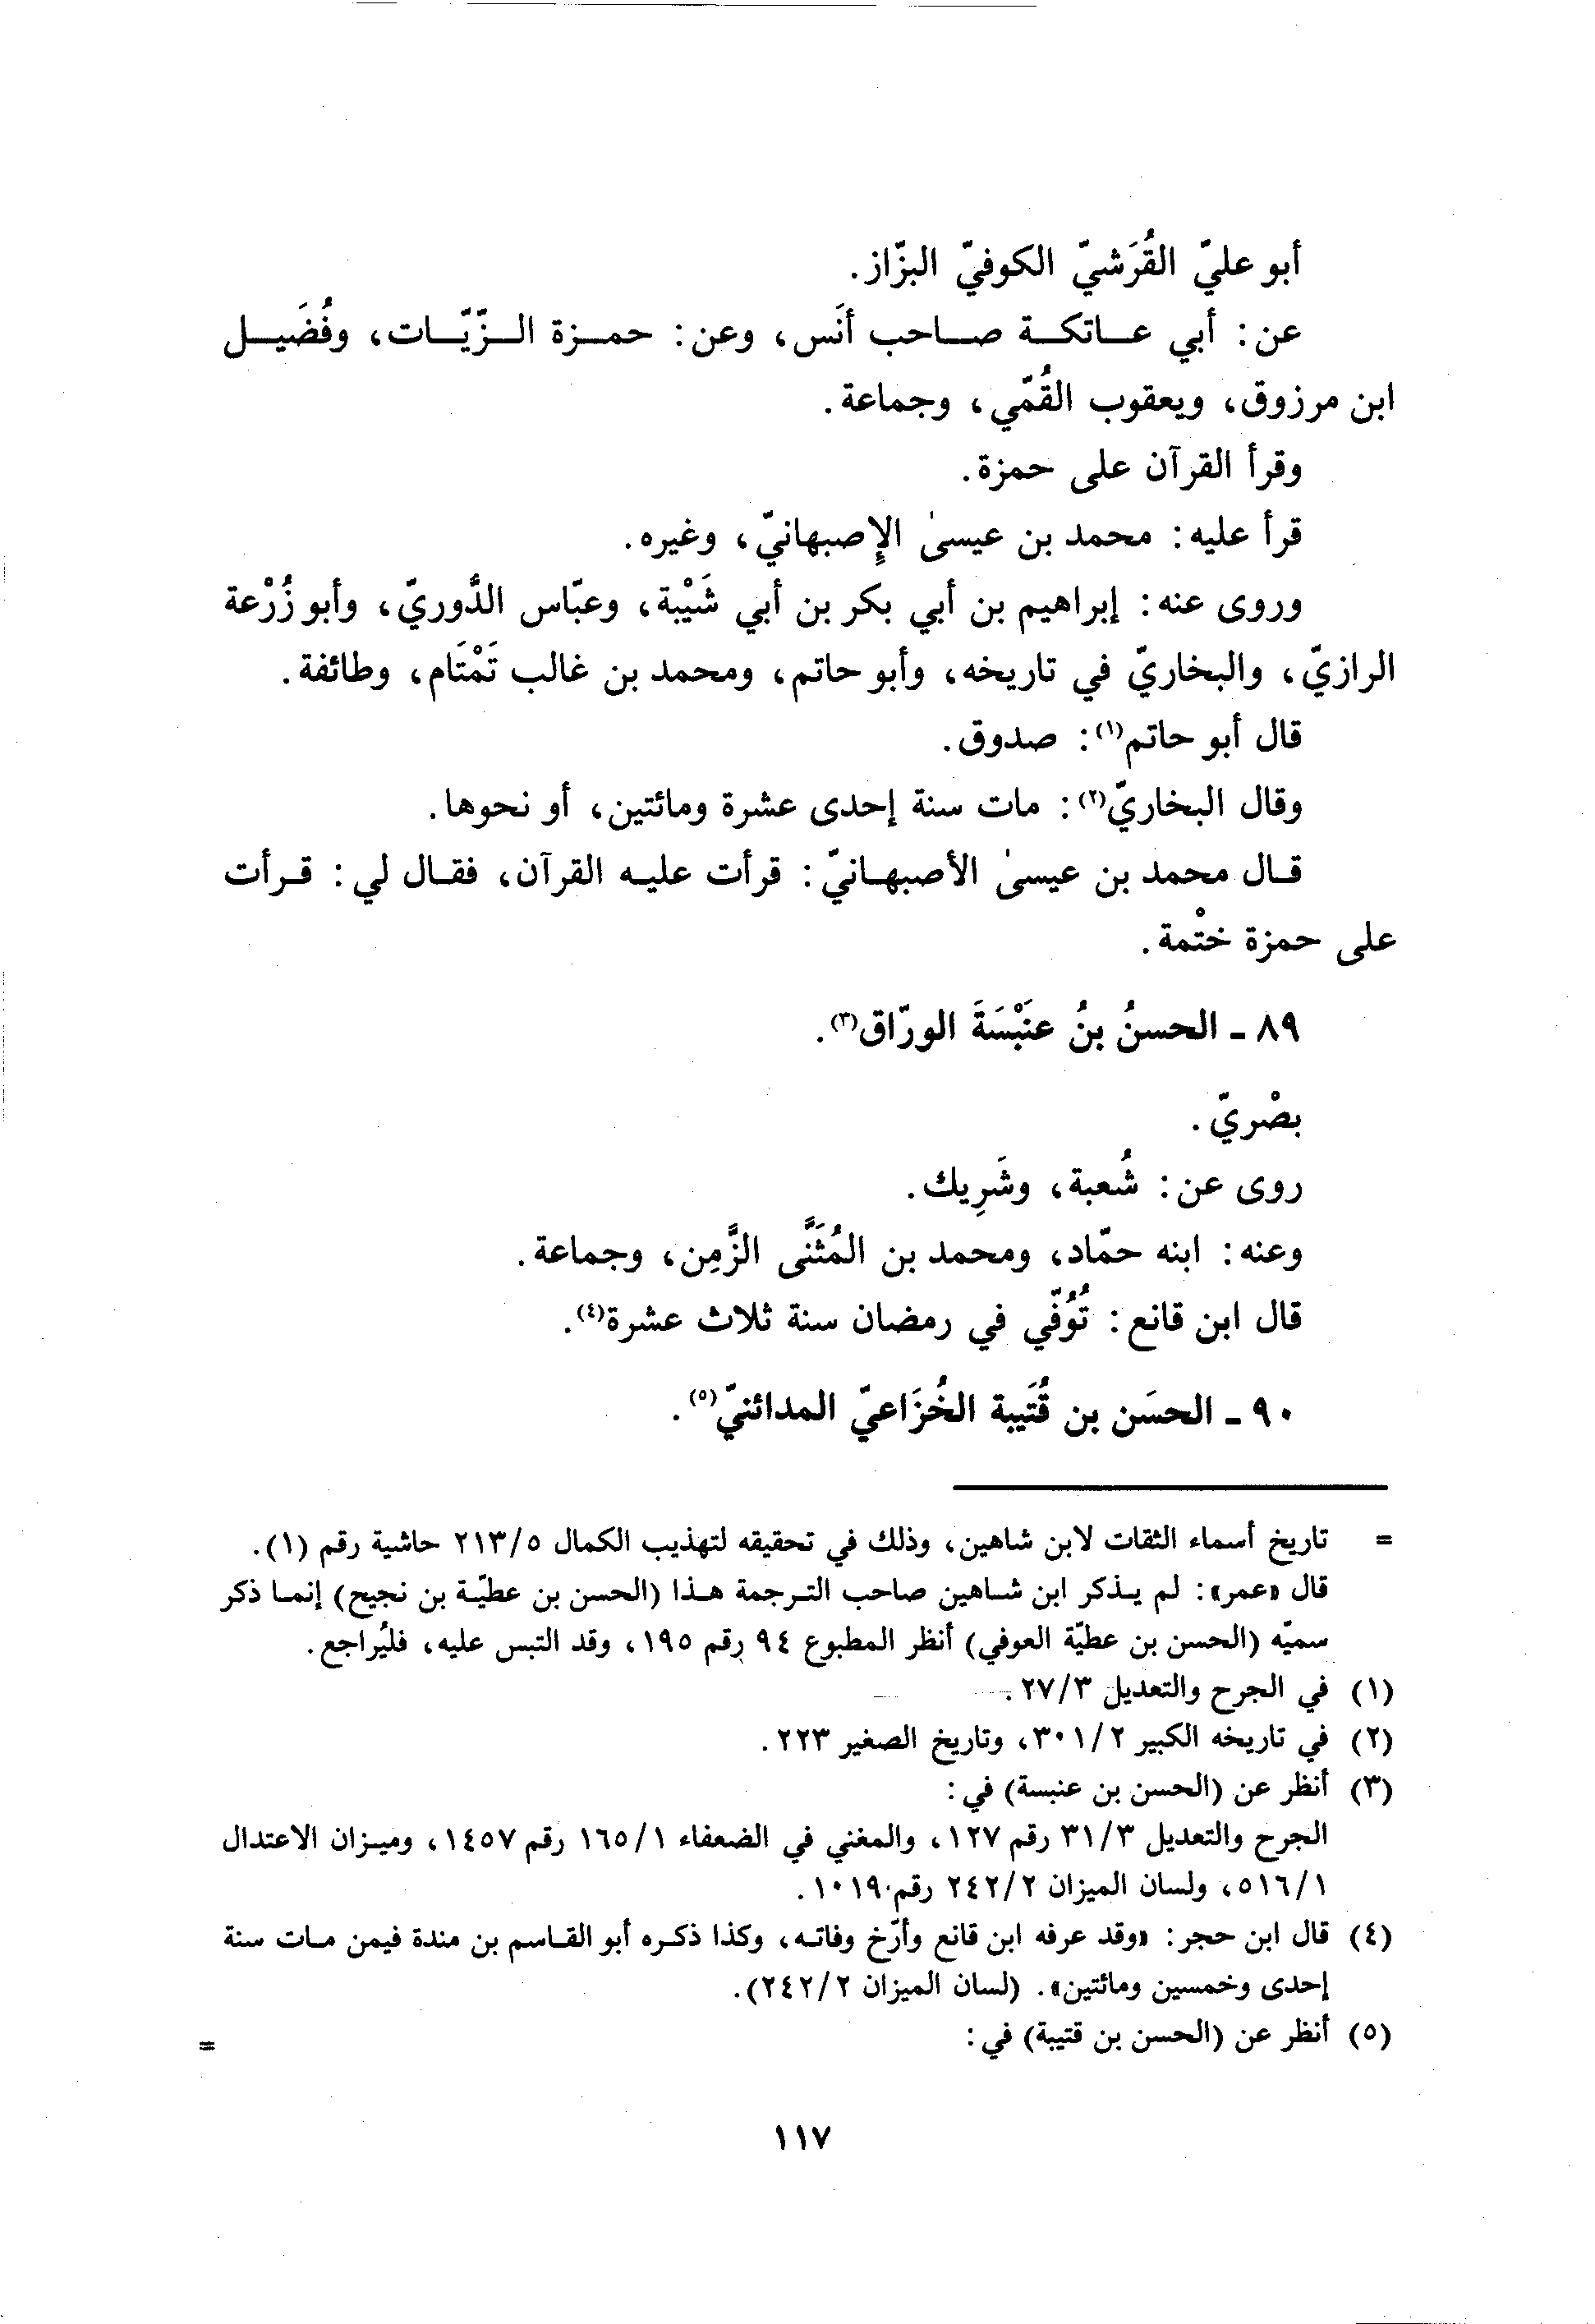 أبو عليّ القُرَشيّ الكوفيّ البزّاز.
عن: أبي عاتكة صاحب أنَس، وعن: حمزة الزّيّات، وفُضَيل
ابن مرزوق، ويعقوب القُمّي، وجماعة.
وقرأ القرآن على حمزة.
قرأ عليه: محمد بن عيسىٰ الإصبهانيّ، وغيره.
وروى عنه: إبراهيم بن أبي بكر بن أبي شَيْبة، وعبّاس الدُّوريّ، وأبو زُرْعة
الرازيّ، والبخاريّ في تاريخه، وأبو حاتم، ومحمد بن غالب تَمْتَام، وطائفة.
قال أبو حاتم(١): صدوق.
وقال البخاريّ(٢): مات سنة إحدى عشرة ومائتين، أو نحوها.
قال محمد بن عيسىٰ الأصبهانيّ: قرأت عليه القرآن، فقال لي: قرأت
على حمزة ختْمة.
٨٩ - الحسنُ بنُ عنَبْسَةَ الورّاق(٣).
بصْريّ.
روى عن: شُعبة، وشَرِيك.
وعنه: ابنه حمّاد، ومحمد بن المُثَنَّى الزَّمِن، وجماعة.
قال ابن قانع: تُوُفّي في رمضان سنة ثلاث عشرة(٤).
٩٠ - الحسَن بن قُتَيبة الخُزَاعيّ المدائنيّ(٥).
= تاريخ أسماء الثقات لابن شاهين، وذلك في تحقيقه لتهذيب الكمال ٢١٣/٥ حاشية رقم (١).
قال «عمر»: لم يذكر ابن شاهين صاحب الترجمة هذا (الحسن بن عطيّة بن نجيح) إنما ذكر
سميّه (الحسن بن عطيّة العوفي) أنظر المطبوع ٩٤ رقم ١٩٥، وقد التبس عليه، فليُراجع.
(١) في الجرح والتعديل ٢٧/٣.
(٢) في تاريخه الكبير ٣٠١/٢، وتاريخ الصغير ٢٢٣.
(٣) أنظر عن (الحسن بن عنبسة) في:
الجرح والتعديل ٣١/٣ رقم ١٢٧، والمغني في الضعفاء ١٦٥/١ رقم ١٤٥٧، وميزان الاعتدال
٥١٦/١، ولسان الميزان ٢٤٢/٢ رقم ١٠١٩.
(٤) قال ابن حجر: «وقد عرفه ابن قانع وأرّخ وفاته، وكذا ذكره أبو القاسم بن مندة فيمن مات سنة
إحدى وخمسين ومائتين». (لسان الميزان ٢٤٢/٢).
(٥) أنظر عن (الحسن بن قتيبة) في: =
١١٧